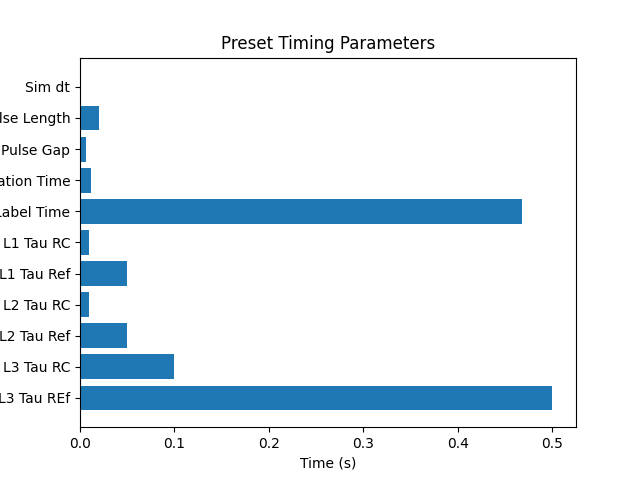 Preset Timing Parameters
Sim dt
lse Length
Pulse Gap
ation Time
Label Time
L1 Tau RC
L1 Tau Ref
L2 Tau RC
L2 Tau Ref
L3 Tau RC
L3 Tau REf
0.0 0.1 0.2 0.3 0.4 0.5
Time (s)